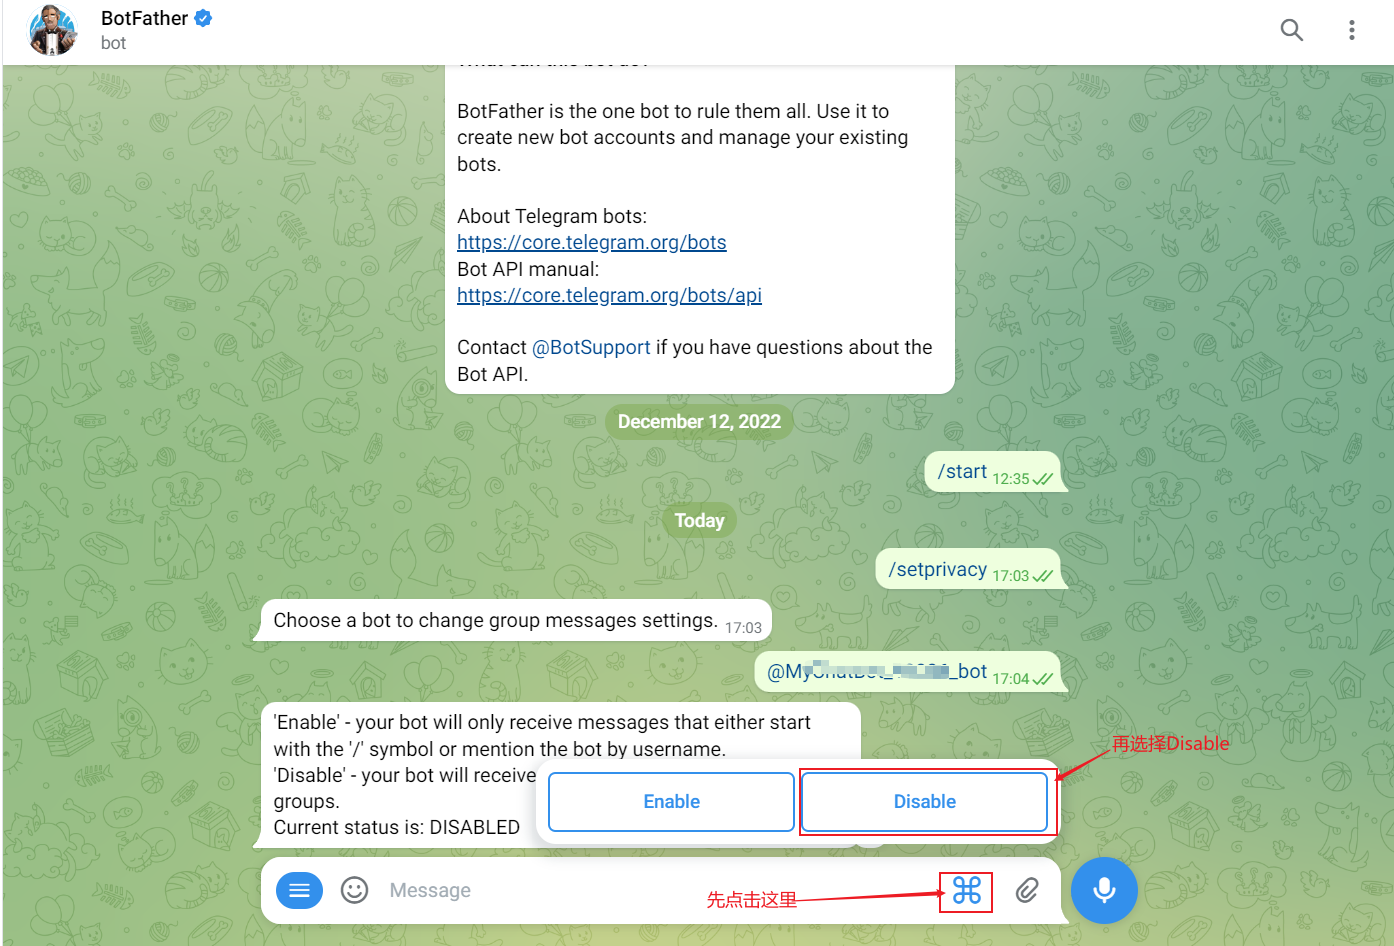 BotFather
bot
BotFather is the one bot to rule them all. Use it to
create new bot accounts and manage your existing
bots.
About Telegram bots:
https://core.telegram.org/bots
Bot API manual:
https://core.telegram.org/bots/api
Contact @BotSupport if you have questions about the
Bot API.
December 12, 2022
/start 12:35
Today
/setprivacy 17:03
Choose a bot to change group messages settings. 17:03
_bot 17:04
'Enable' - your bot will only receive messages that either start
with the '/' symbol or mention the bot by username.
'Disable' - your bot will receive
groups.
Current status is: DISABLED
再选择Disable
Enable
Disable
Message
先点击这里